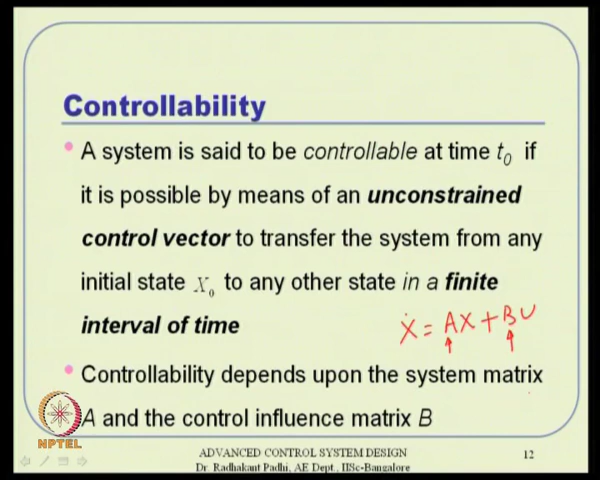 Controllability
• A system is said to be controllable at time t₀ if
it is possible by means of an unconstrained
control vector to transfer the system from any
initial state X₀ to any other state in a finite
interval of time
Ẋ = AX + BU
• Controllability depends upon the system matrix
A and the control influence matrix B
NPTEL
ADVANCED CONTROL SYSTEM DESIGN
Dr. Radhakant Padhi, AE Dept., IISc-Bangalore
12